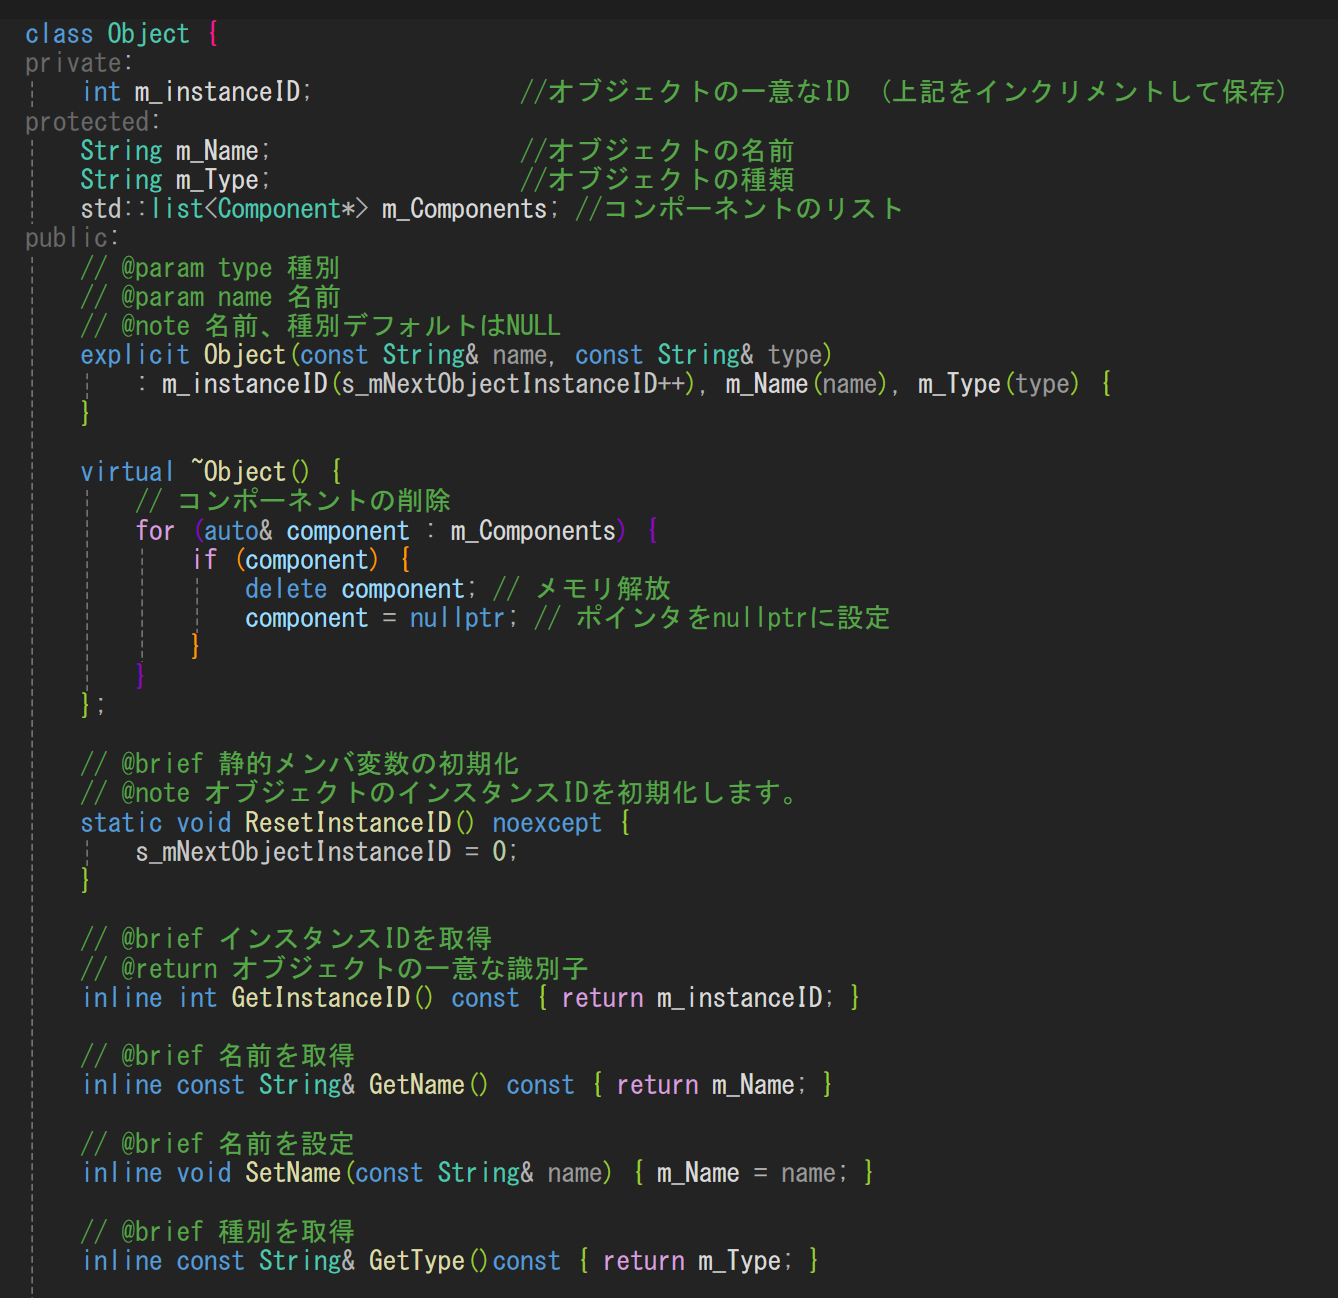 class Object {
private:
    int m_instanceID;               //オブジェクトの一意なID （上記をインクリメントして保存）
protected:
    String m_Name;                  //オブジェクトの名前
    String m_Type;                  //オブジェクトの種類
    std::list<Component*> m_Components; //コンポーネントのリスト
public:
    // @param type 種別
    // @param name 名前
    // @note 名前、種別デフォルトはNULL
    explicit Object(const String& name, const String& type)
        : m_instanceID(s_mNextObjectInstanceID++), m_Name(name), m_Type(type) {
    }
    virtual ~Object() {
        // コンポーネントの削除
        for (auto& component : m_Components) {
            if (component) {
                delete component; // メモリ解放
                component = nullptr; // ポインタをnullptrに設定
            }
        }
    };
    // @brief 静的メンバ変数の初期化
    // @note オブジェクトのインスタンスIDを初期化します。
    static void ResetInstanceID() noexcept {
        s_mNextObjectInstanceID = 0;
    }
    // @brief インスタンスIDを取得
    // @return オブジェクトの一意な識別子
    inline int GetInstanceID() const { return m_instanceID; }
    // @brief 名前を取得
    inline const String& GetName() const { return m_Name; }
    // @brief 名前を設定
    inline void SetName(const String& name) { m_Name = name; }
    // @brief 種別を取得
    inline const String& GetType()const { return m_Type; }